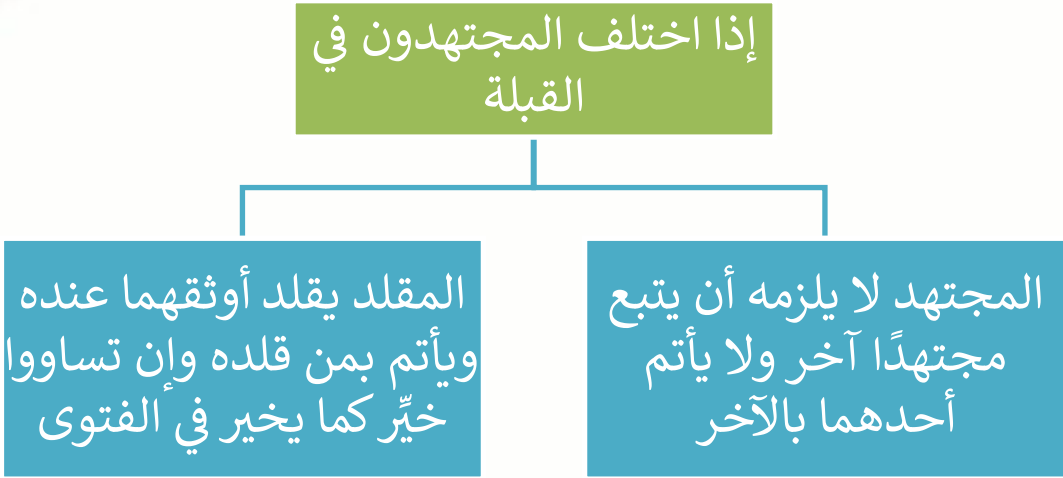 إذا اختلف المجتهدون في
القبلة
المجتهد لا يلزمه أن يتبع
مجتهدًا آخر ولا يأتم
أحدهما بالآخر
المقلد يقلد أوثقهما عنده
ويأتم بمن قلده وإن تساووا
خيِّر كما يخير في الفتوى